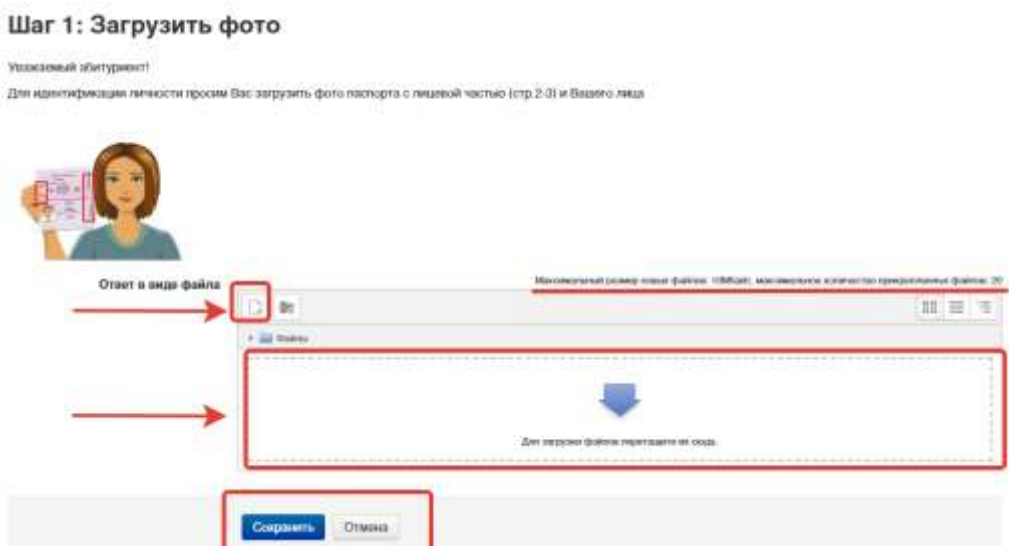 Шаг 1: Загрузить фото
Уважаемый абитуриент!
Для идентификации личности просим Вас загрузить фото паспорта с лицевой частью (стр.2-3) и Вашего лица
Ответ в виде файла
Максимальный размер новых файлов: 10Мбайт, максимальное количество прикрепленных файлов: 20
Файлы
Для загрузки файлов перетащите их сюда.
Сохранить
Отмена